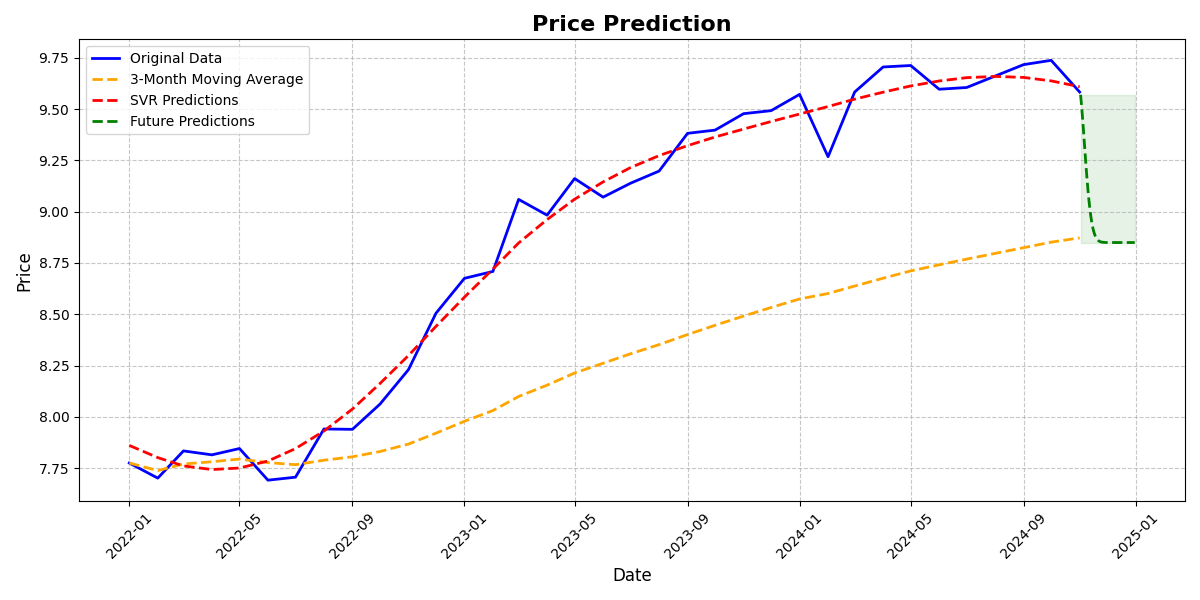 Price Prediction
Original Data
3-Month Moving Average
SVR Predictions
Future Predictions
Price
9.75
9.50
9.25
9.00
8.75
8.50
8.25
8.00
7.75
2022-01
2022-05
2022-09
2023-01
2023-05
2023-09
2024-01
2024-05
2024-09
2025-01
Date